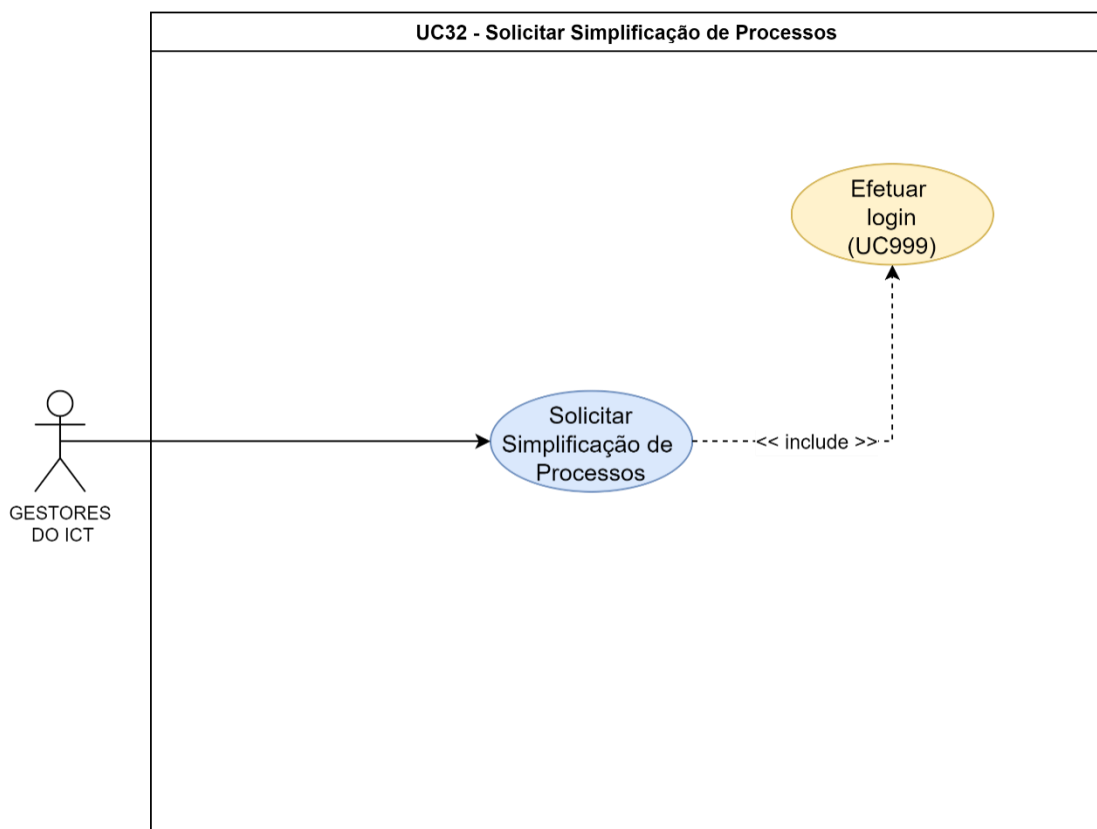 UC32 - Solicitar Simplificação de Processos
Efetuar
login
(UC999)
Solicitar
Simplificação de
Processos
<< include >>
GESTORES
DO ICT